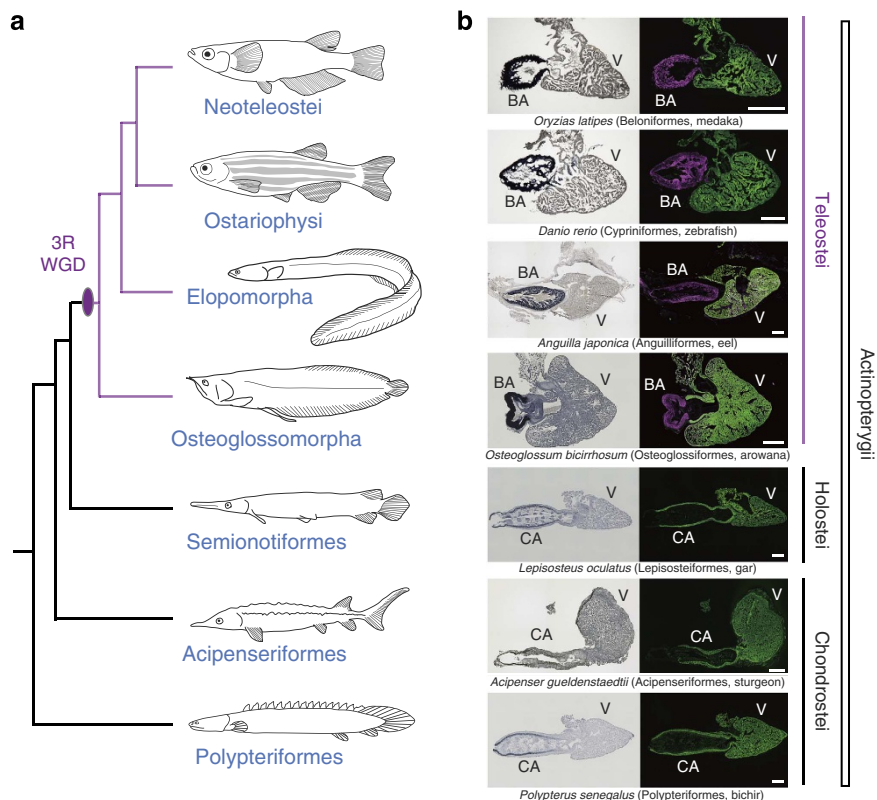 a
Neoteleostei
Ostariophysi
3R
WGD
Elopomorpha
Osteoglossomorpha
Semionotiformes
Acipenseriformes
Polypteriformes
b
BA
V
BA
V
Oryzias latipes (Beloniformes, medaka)
BA
V
BA
V
Danio rerio (Cypriniformes, zebrafish)
BA
V
BA
V
Anguilla japonica (Anguilliformes, eel)
BA
V
BA
V
Osteoglossum bicirrhosum (Osteoglossiformes, arowana)
CA
V
CA
V
Lepisosteus oculatus (Lepisosteiformes, gar)
CA
V
CA
V
Acipenser gueldenstaedtii (Acipenseriformes, sturgeon)
CA
V
CA
V
Polypterus senegalus (Polypteriformes, bichir)
Teleostei
Holostei
Chondrostei
Actinopterygii